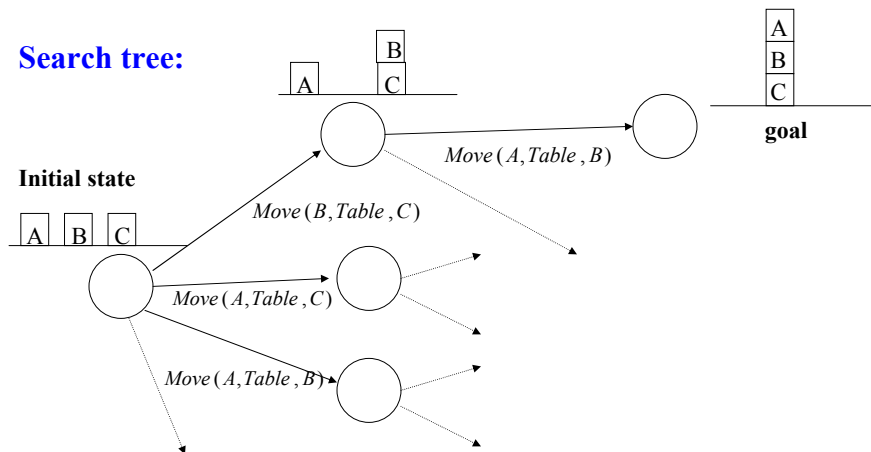 Search tree:
A
B
C
A
B
C
goal
Move(A,Table,B)
Initial state
Move(B,Table,C)
A B C
Move(A,Table,C)
Move(A,Table,B)